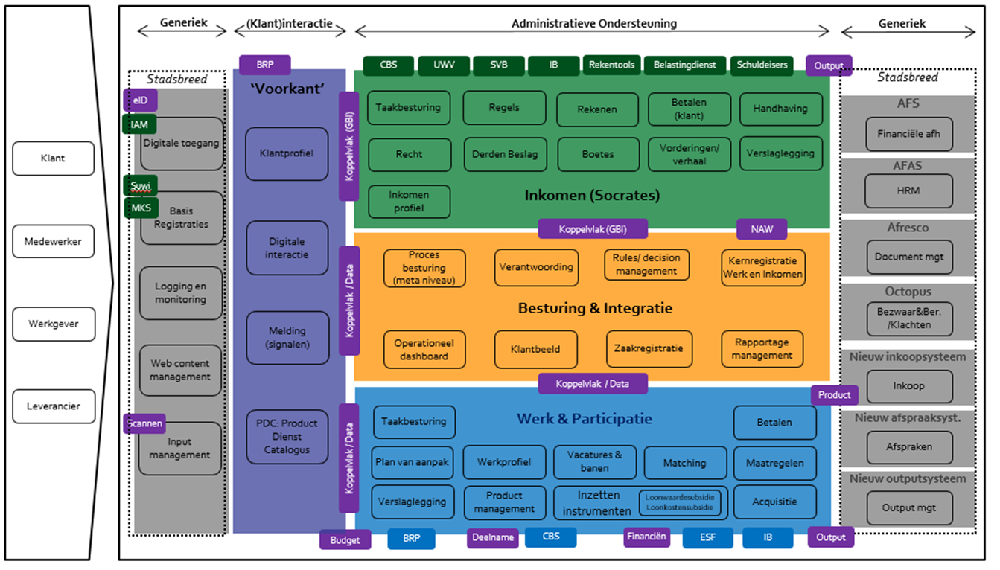 Generiek
(Klant)interactie
Administratieve Ondersteuning
Generiek
Klant
Medewerker
Werkgever
Leverancier
Stadsbreed
eID
IAM
Digitale toegang
Suwi
MKS
Basis
Registraties
Logging en
monitoring
Web content
management
Scannen
Input
management
BRP
'Voorkant'
Klantprofiel
Digitale
interactie
Melding
(signalen)
PDC: Product
Dienst
Catalogus
Koppelvlak (GBI)
Koppelvlak / Data
Koppelvlak / Data
CBS
UWV
SVB
IB
Rekentools
Belastingdienst
Schuldeisers
Output
Taakbesturing
Regels
Rekenen
Betalen
(klant)
Handhaving
Recht
Derden Beslag
Boetes
Vorderingen/
verhaal
Verslaglegging
Inkomen
profiel
Inkomen (Socrates)
Koppelvlak (GBI)
NAW
Proces
besturing
(meta niveau)
Verantwoording
Rules/ decision
management
Kernregistratie
Werk en Inkomen
Besturing & Integratie
Operationeel
dashboard
Klantbeeld
Zaakregistratie
Rapportage
management
Koppelvlak / Data
Product
Taakbesturing
Werk & Participatie
Betalen
Plan van aanpak
Werkprofiel
Vacatures &
banen
Matching
Maatregelen
Verslaglegging
Product
management
Inzetten
instrumenten
Loonwaardesubsidie
Loonkostensubsidie
Acquisitie
Budget
BRP
Deelname
CBS
Financiën
ESF
IB
Output
Stadsbreed
AFS
Financiële afh
AFAS
HRM
Afresco
Document mgt
Octopus
Bezwaar&Ber.
/Klachten
Nieuw inkoopsysteem
Inkoop
Nieuw afspraaksyst.
Afspraken
Nieuw outputsysteem
Output mgt